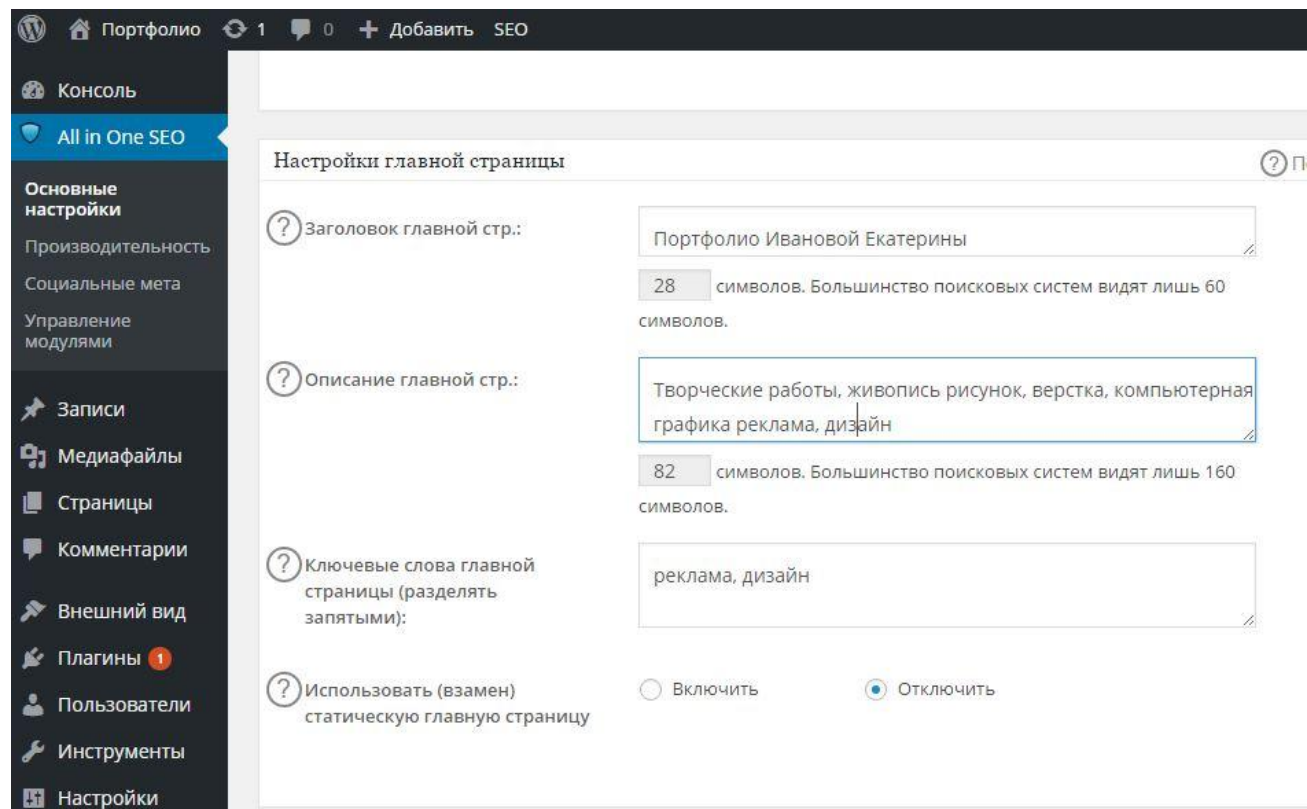 Портфолио 1 0 Добавить SEO
Консоль
All in One SEO
Основные
настройки
Производительность
Социальные мета
Управление
модулями
Записи
Медиафайлы
Страницы
Комментарии
Внешний вид
Плагины 1
Пользователи
Инструменты
Настройки
Настройки главной страницы
Заголовок главной стр.:
Портфолио Ивановой Екатерины
28 символов. Большинство поисковых систем видят лишь 60
символов.
Описание главной стр.:
Творческие работы, живопись рисунок, верстка, компьютерная
графика реклама, дизайн
82 символов. Большинство поисковых систем видят лишь 160
символов.
Ключевые слова главной
страницы (разделять
запятыми):
реклама, дизайн
Использовать (взамен)
статическую главную страницу
Включить Отключить